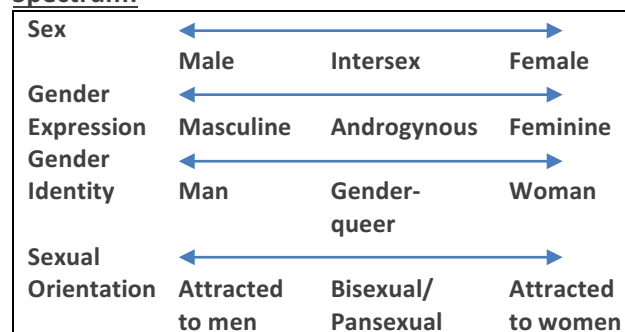 Spectrum:
Sex
Male Intersex Female
Gender
Expression Masculine Androgynous Feminine
Gender
Identity Man Gender- Woman
queer
Sexual
Orientation Attracted Bisexual/ Attracted
to men Pansexual to women